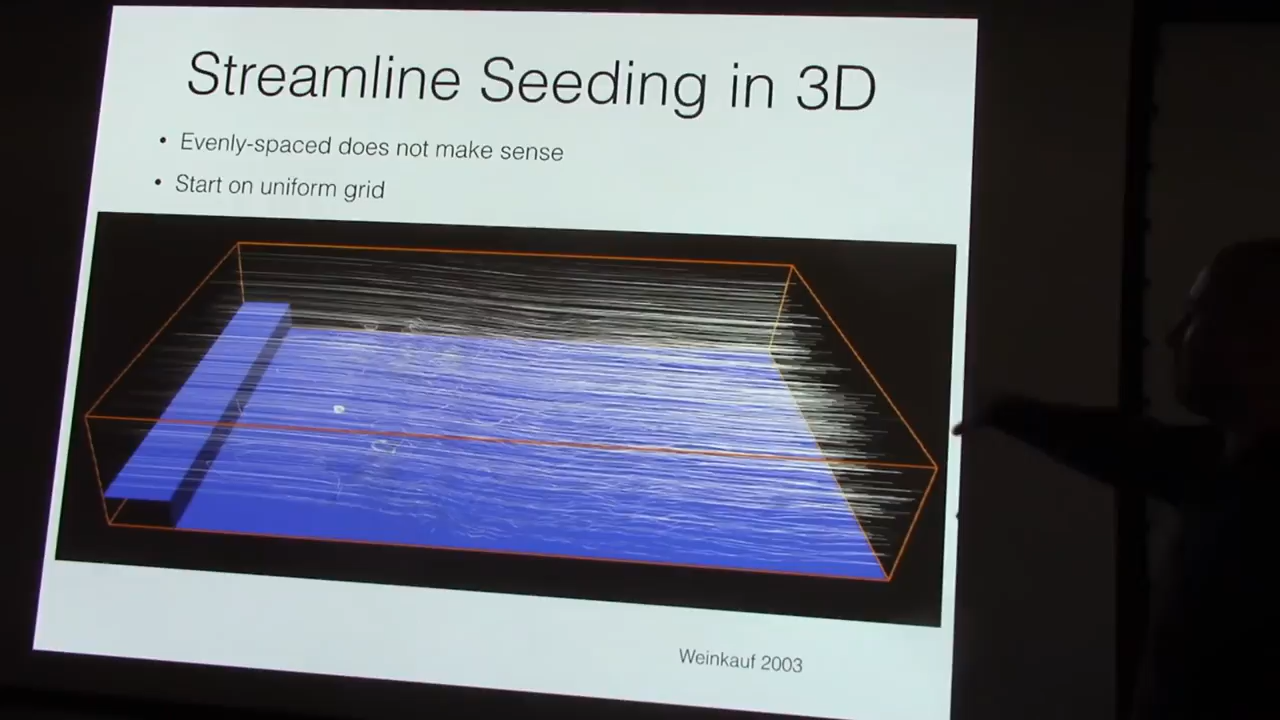 Streamline Seeding in 3D
• Evenly-spaced does not make sense
• Start on uniform grid
Weinkauf 2003